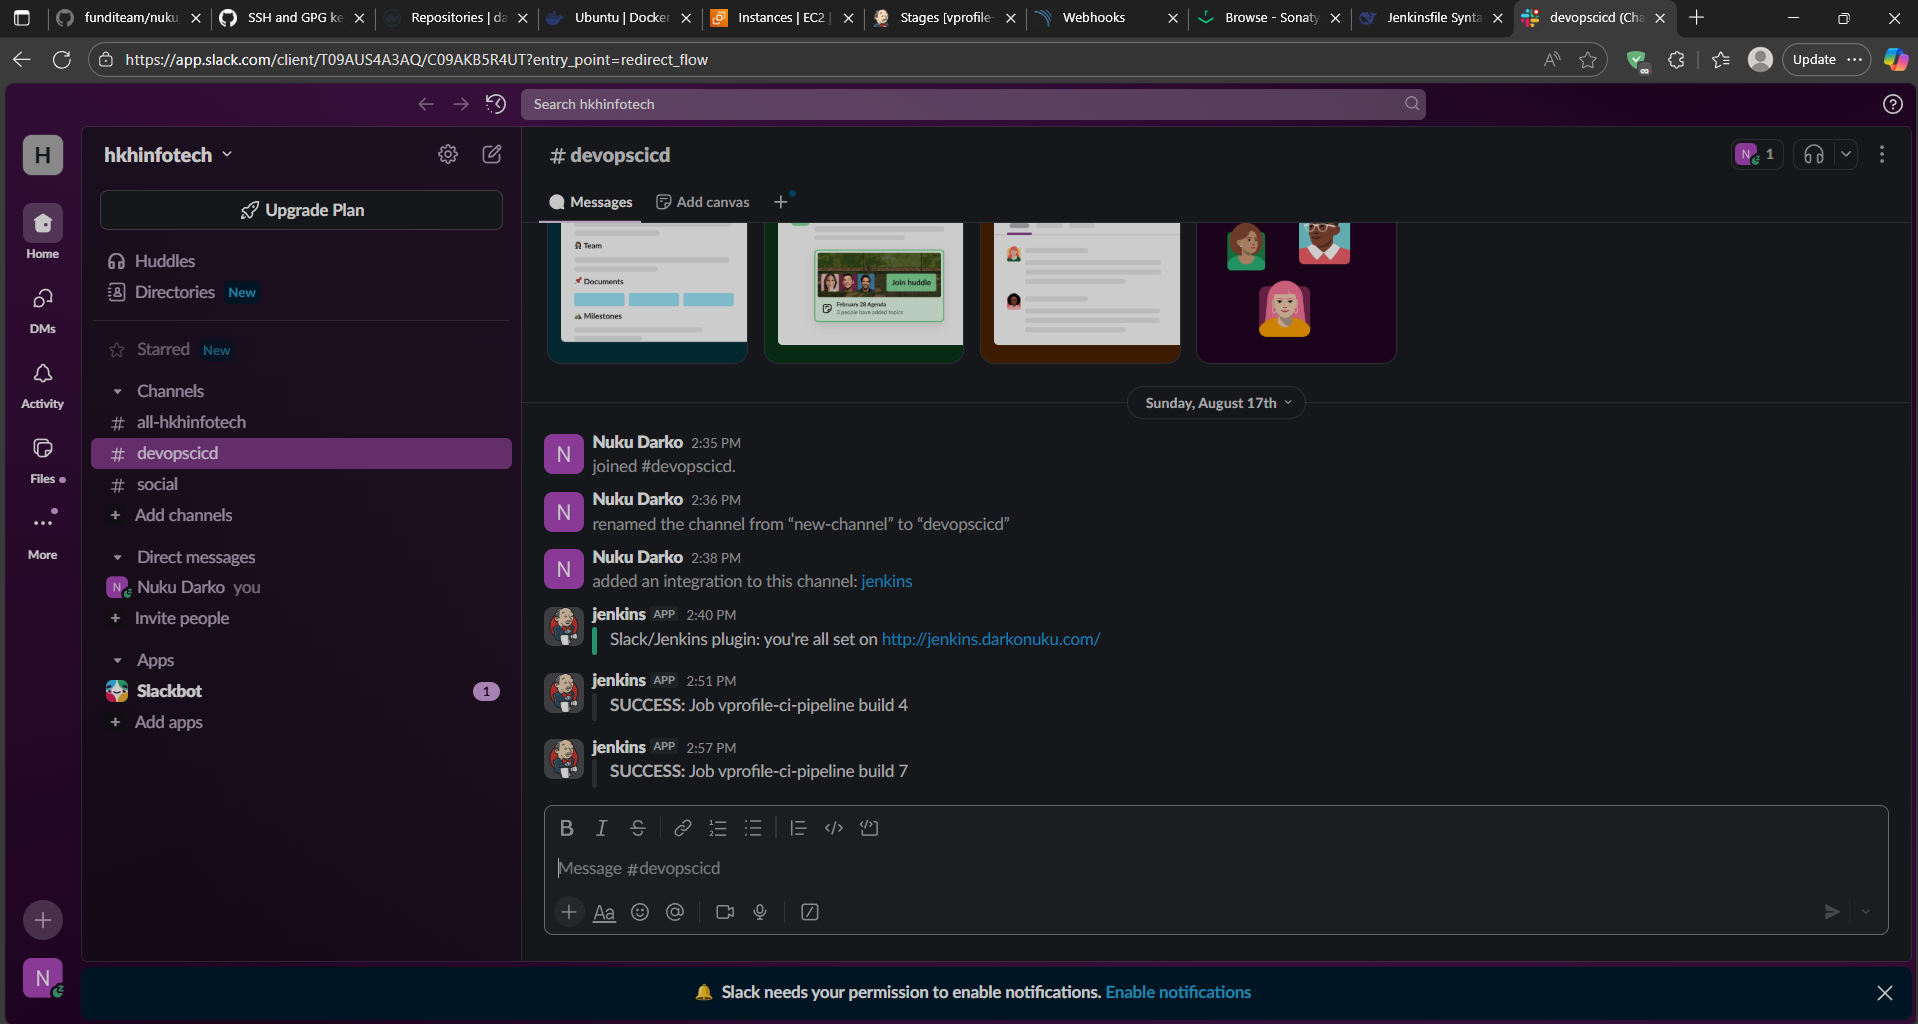 funditeam/nuku
SSH and GPG ke
Repositories | da
Ubuntu | Docker
Instances | EC2 |
Stages [vprofile-
Webhooks
Browse - Sonaty
Jenkinsfile Synta
devopscicd (Cha
https://app.slack.com/client/T09AUS4A3AQ/C09AKB5R4UT?entry_point=redirect_flow
Update
Search hkhinfotech
H
hkhinfotech
# devopscicd
N 1
Upgrade Plan
Messages
Add canvas
Home
Huddles
Directories New
DMs
Starred New
Activity
Channels
# all-hkhinfotech
# devopscicd
# social
+ Add channels
Files
More
Direct messages
N Nuku Darko you
+ Invite people
Apps
Slackbot 1
+ Add apps
N
Team
Documents
Milestones
Join huddle
February 28 Agenda
3 people have added topics
Sunday, August 17th
N
Nuku Darko 2:35 PM
joined #devopscicd.
N
Nuku Darko 2:36 PM
renamed the channel from “new-channel” to “devopscicd”
N
Nuku Darko 2:38 PM
added an integration to this channel: jenkins
jenkins APP 2:40 PM
Slack/Jenkins plugin: you're all set on http://jenkins.darkonuku.com/
jenkins APP 2:51 PM
SUCCESS: Job vprofile-ci-pipeline build 4
jenkins APP 2:57 PM
SUCCESS: Job vprofile-ci-pipeline build 7
B I S
Message #devopscicd
Aa
Slack needs your permission to enable notifications. Enable notifications